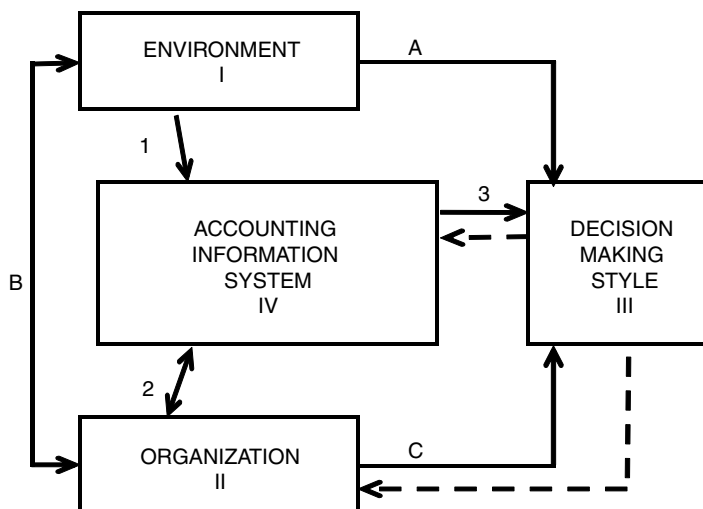 ENVIRONMENT
I
A
1
ACCOUNTING
INFORMATION
SYSTEM
IV
3
DECISION
MAKING
STYLE
III
B
2
ORGANIZATION
II
C